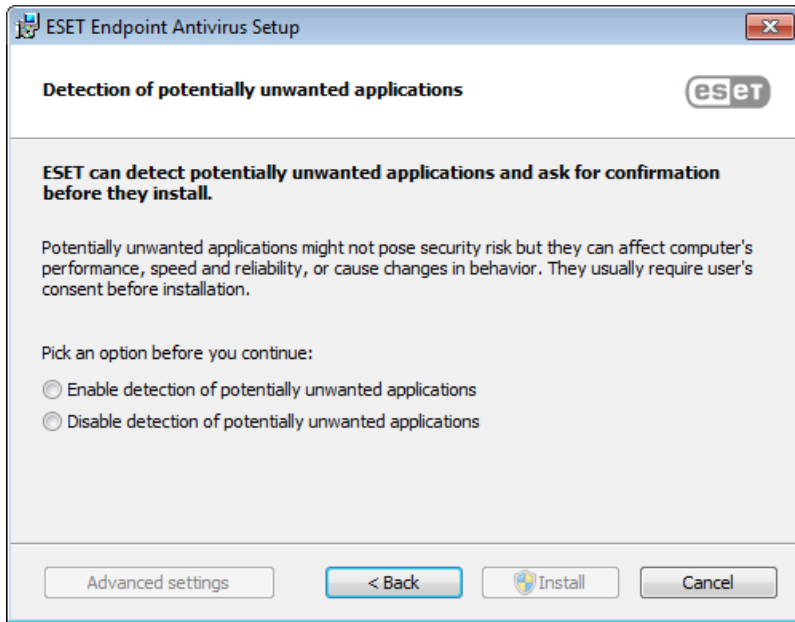 ESET Endpoint Antivirus Setup
Detection of potentially unwanted applications
eset
ESET can detect potentially unwanted applications and ask for confirmation
before they install.
Potentially unwanted applications might not pose security risk but they can affect computer's
performance, speed and reliability, or cause changes in behavior. They usually require user's
consent before installation.
Pick an option before you continue:
Enable detection of potentially unwanted applications
Disable detection of potentially unwanted applications
Advanced settings
< Back
Install
Cancel